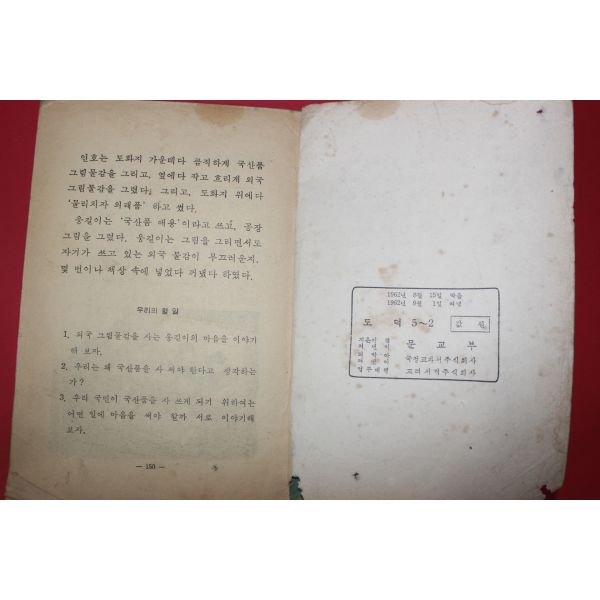 인호는 도화지 가운데다 큼직하게 국산품
그림물감을 그리고, 옆에다 작고 흐리게 외국
그림물감을 그렸다. 그리고, 도화지 위에다
‘물리치자 외래품’ 하고 썼다.
웅길이는 ‘국산품 애용’이라고 쓰고, 공장
그림을 그렸다. 웅길이는 그림을 그리면서도
자기가 쓰고 있는 외국 물감이 부끄러운지,
몇 번이나 책상 속에 넣었다 꺼냈다 하였다.
우리의 할 일
1. 외국 그림물감을 사는 웅길이의 마음을 이야기
해 보자.
2. 우리는 왜 국산품을 사 써야 한다고 생각하는
가?
3. 우리 국민이 국산품을 사 쓰게 되기 위하여는
어떤 일에 마음을 써야 할까 서로 이야기해
보자.
— 150 —
1962년 8월 15일 박음
1962년 9월 1일 펴냄
도 덕 5~2
값 원
문 교 부
국정교과서주식회사
고려서적주식회사